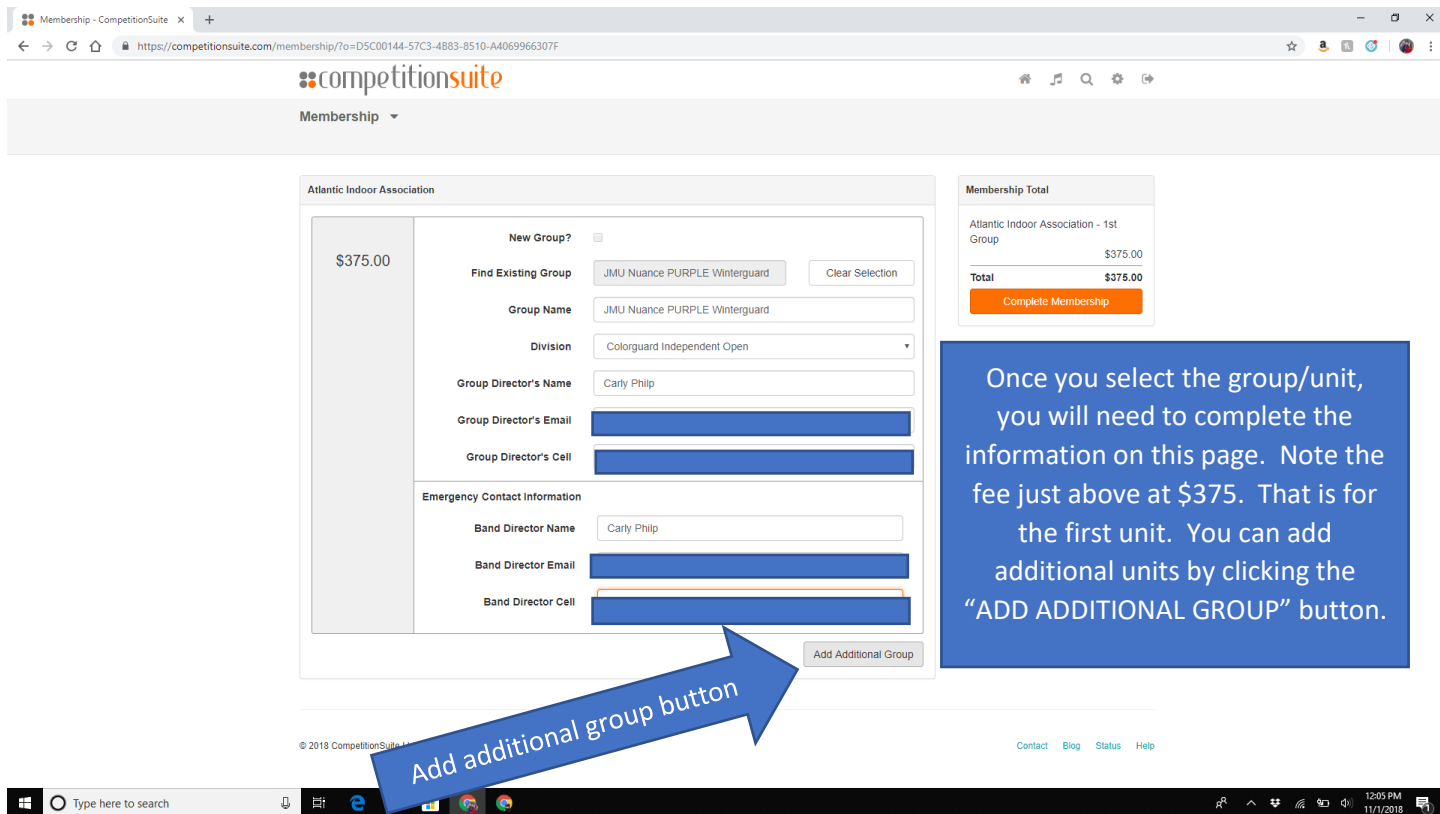 Membership - CompetitionSuite
https://competitionsuite.com/membership/?o=D5C00144-57C3-4B83-8510-A4069966307F
competitionsuite
Membership
Atlantic Indoor Association
$375.00
New Group?
Find Existing Group
JMU Nuance PURPLE Winterguard
Clear Selection
Group Name
JMU Nuance PURPLE Winterguard
Division
Colorguard Independent Open
Group Director's Name
Carly Philp
Group Director's Email
Group Director's Cell
Emergency Contact Information
Band Director Name
Carly Philp
Band Director Email
Band Director Cell
Add Additional Group
Membership Total
Atlantic Indoor Association - 1st
Group
$375.00
Total $375.00
Complete Membership
Once you select the group/unit,
you will need to complete the
information on this page. Note the
fee just above at $375. That is for
the first unit. You can add
additional units by clicking the
“ADD ADDITIONAL GROUP” button.
Add additional group button
© 2018 CompetitionSuite
Contact Blog Status Help
Type here to search
12:05 PM
11/1/2018